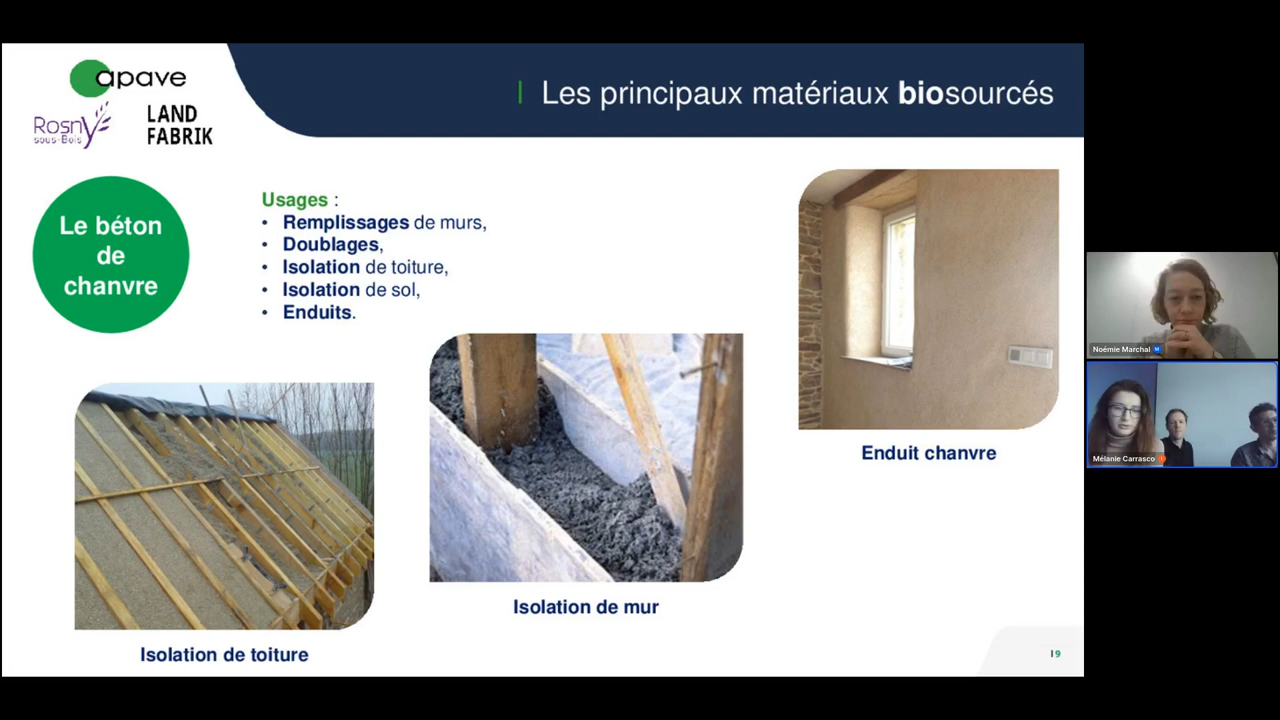 apave
Rosny
sous-Bois
LAND
FABRIK
Les principaux matériaux biosourcés
Le béton
de
chanvre
Usages :
• Remplissages de murs,
• Doublages,
• Isolation de toiture,
• Isolation de sol,
• Enduits.
Enduit chanvre
Isolation de mur
Isolation de toiture
9
Noémie Marchal
Mélanie Carrasco